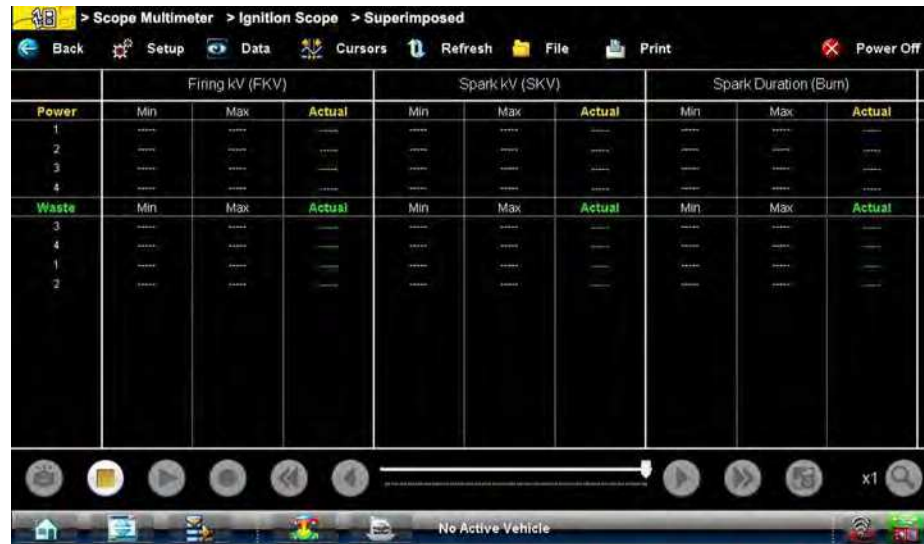 > Scope Multimeter > Ignition Scope > Superimposed
Back Setup Data Cursors Refresh File Print Power Off
Firing kV (FKV) Spark kV (SKV) Spark Duration (Burn)
Power Min Max Actual Min Max Actual Min Max Actual
1 ----- ----- ----- ----- ----- ----- ----- ----- -----
2 ----- ----- ----- ----- ----- ----- ----- ----- -----
3 ----- ----- ----- ----- ----- ----- ----- ----- -----
4 ----- ----- ----- ----- ----- ----- ----- ----- -----
Waste Min Max Actual Min Max Actual Min Max Actual
3 ----- ----- ----- ----- ----- ----- ----- ----- -----
4 ----- ----- ----- ----- ----- ----- ----- ----- -----
1 ----- ----- ----- ----- ----- ----- ----- ----- -----
2 ----- ----- ----- ----- ----- ----- ----- ----- -----
x1
No Active Vehicle